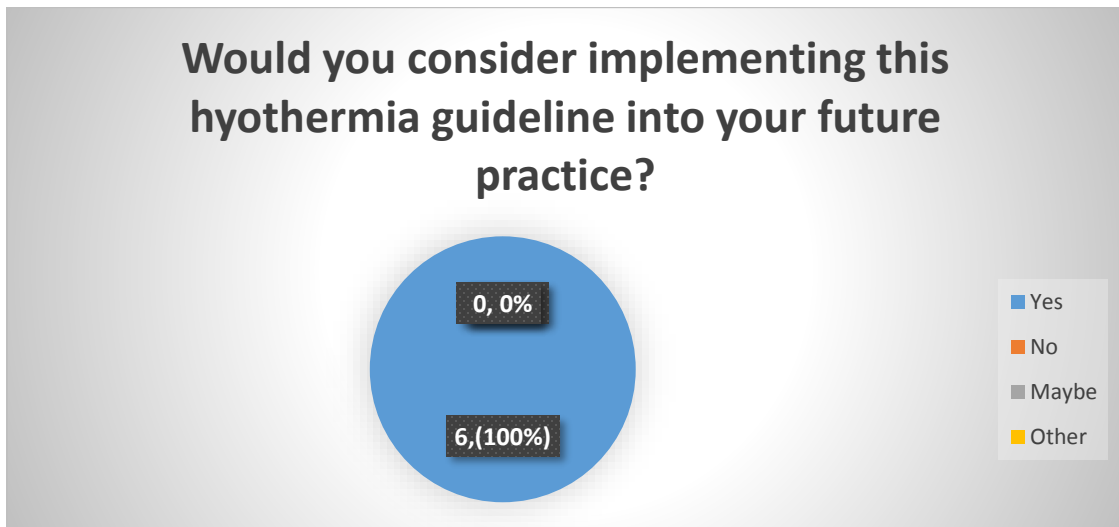 Would you consider implementing this
hyothermia guideline into your future
practice?
0, 0%
6,(100%)
Yes
No
Maybe
Other